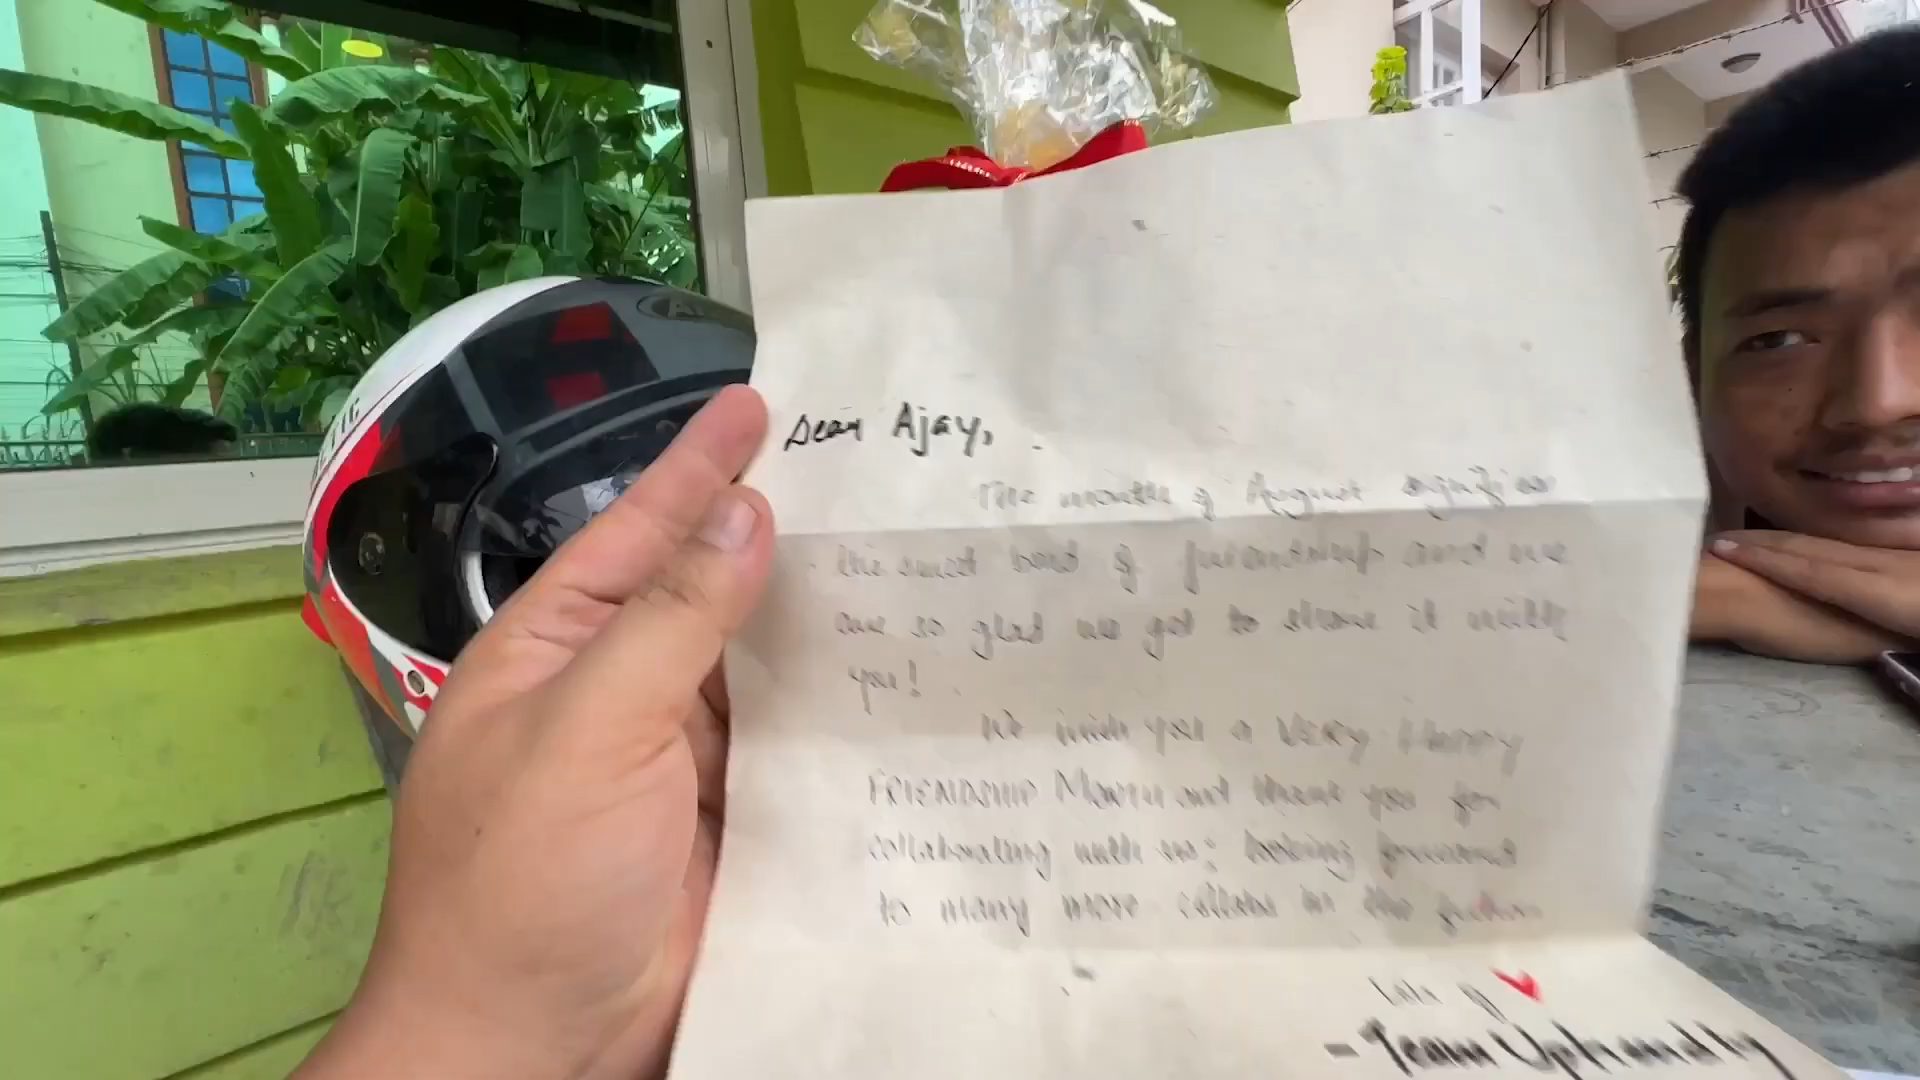 Dear Ajay,
The month of August signifies
the sweet bond of friendship and we
are so glad we got to share it with
you!
We wish you a VERY HAPPY
FRIENDSHIP MONTH and thank you for
collaborating with us; looking forward
to many more collabs in the future
Lots of
- Team